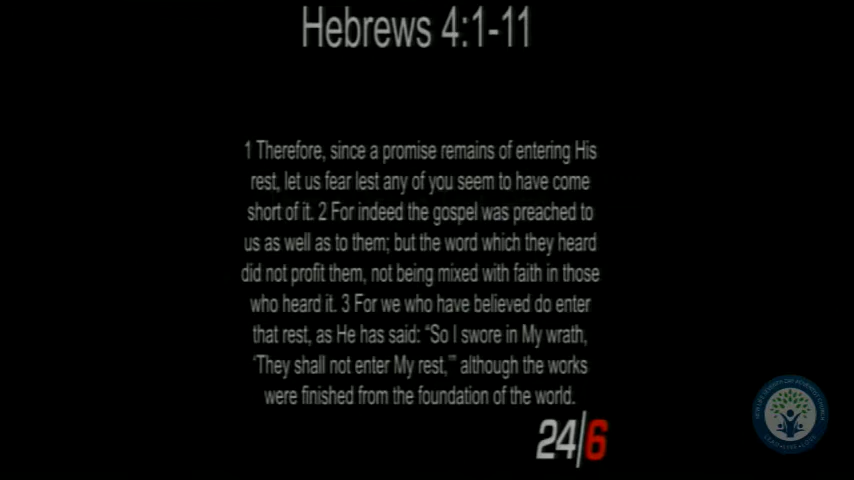 Hebrews 4:1-11
1 Therefore, since a promise remains of entering His
rest, let us fear lest any of you seem to have come
short of it. 2 For indeed the gospel was preached to
us as well as to them; but the word which they heard
did not profit them, not being mixed with faith in those
who heard it. 3 For we who have believed do enter
that rest, as He has said: “So I swore in My wrath,
‘They shall not enter My rest,’” although the works
were finished from the foundation of the world.
24/6